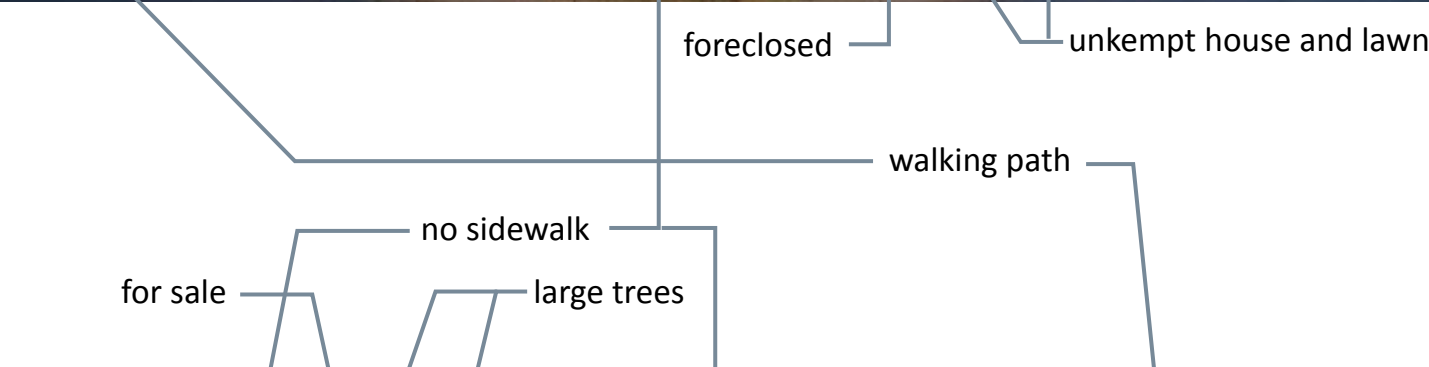 foreclosed
unkempt house and lawn
walking path
no sidewalk
for sale
large trees